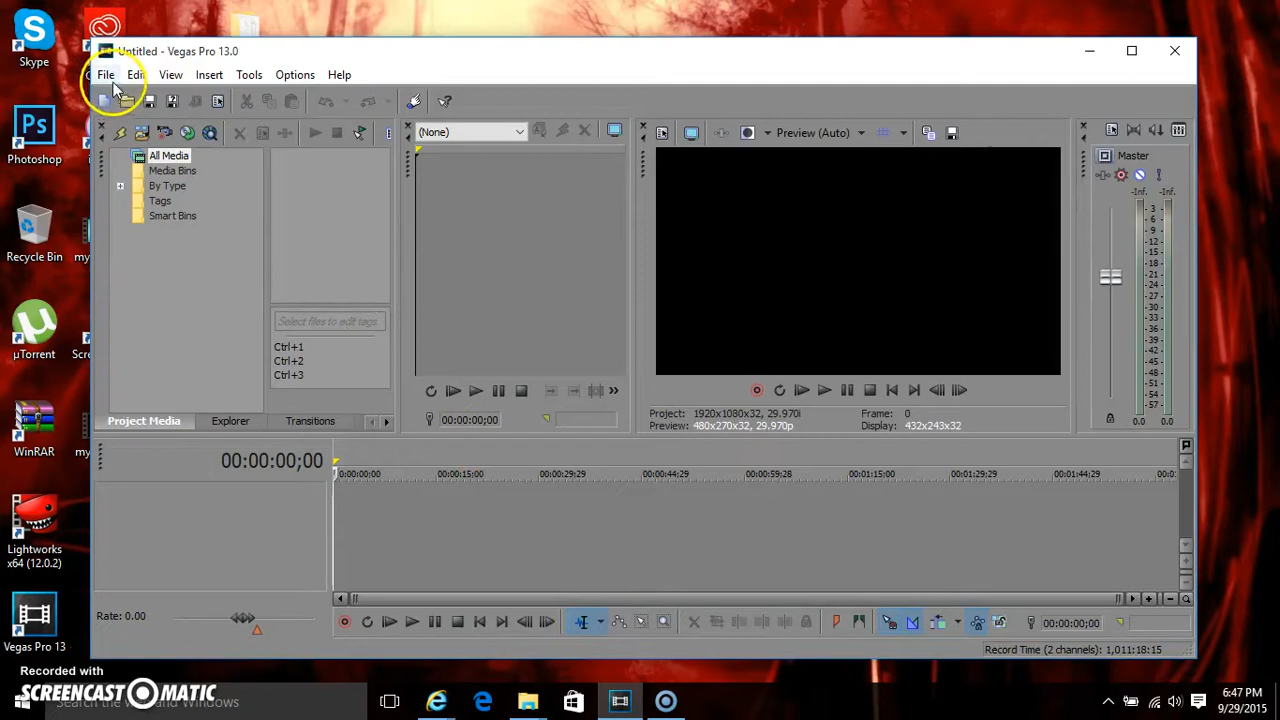 Skype
Untitled - Vegas Pro 13.0
File Edit View Insert Tools Options Help
(None)
Preview (Auto)
All Media
Media Bins
By Type
Tags
Smart Bins
Master
-Inf. -Inf.
3
6
9
12
15
18
21
24
27
30
33
36
39
42
45
48
51
54
57
0.0 0.0
Photoshop
Recycle Bin
my
µTorrent
Scre
WinRAR
my
Lightworks
x64 (12.0.2)
Vegas Pro 13
Select files to edit tags
Ctrl+1
Ctrl+2
Ctrl+3
Project Media Explorer Transitions
00:00:00;00
Project: 1920x1080x32, 29.970i
Preview: 480x270x32, 29.970p
Frame: 0
Display: 432x243x32
00:00:00;00
0:00:00;00 00:00:15;00 00:00:29;29 00:00:44;29 00:00:59;28 00:01:15;00 00:01:29;29 00:01:44;29 00:0
Rate: 0.00
00:00:00;00
Record Time (2 channels): 1,011:18:15
Recorded with
SCREENCAST-O-MATIC
Search the web and Windows
6:47 PM
9/29/2015